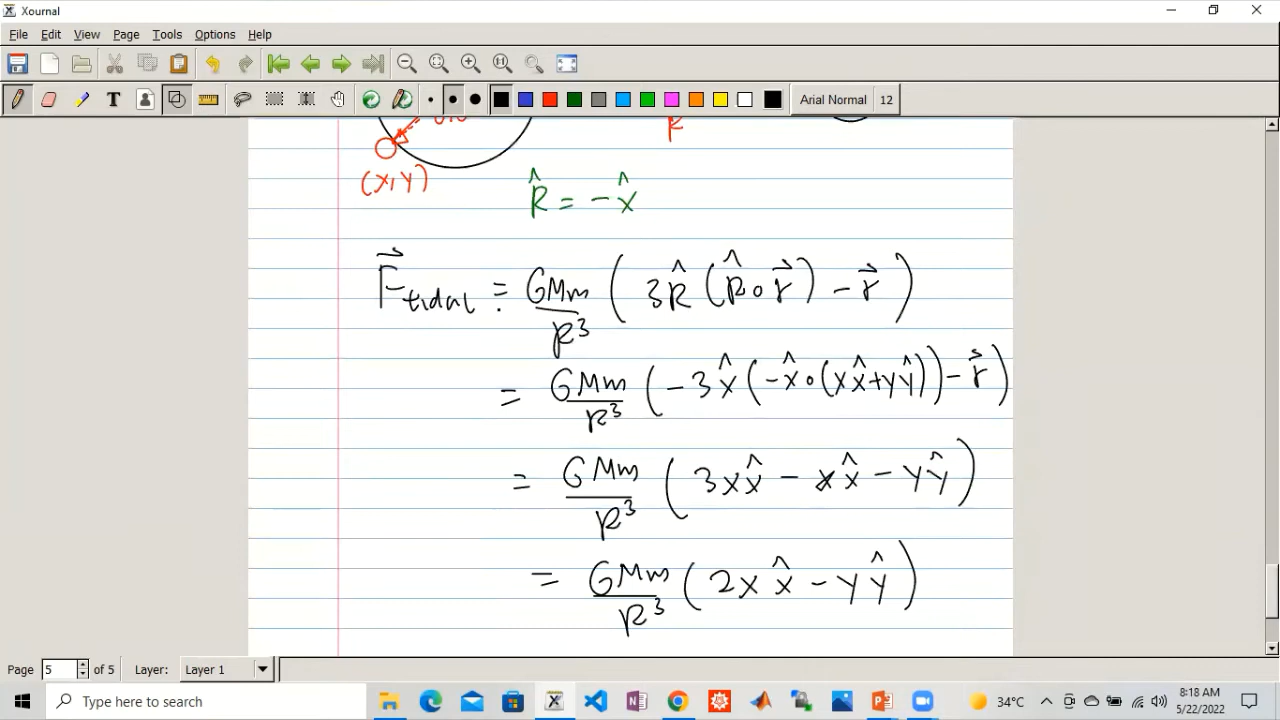 Xournal
File Edit View Page Tools Options Help
Arial Normal 12
R
(x,y)
R̂ = -x̂
F⃗tidal = GMm/R³ ( 3R̂ (R̂∘r⃗) - r⃗ )
= GMm/R³ (-3x̂(-x̂∘(xx̂+yŷ)) - r⃗)
= GMm/R³ (3xx̂ - xx̂ - yŷ)
= GMm/R³ (2xx̂ - yŷ)
Page 5 of 5 Layer: Layer 1
Type here to search
34°C
8:18 AM
5/22/2022